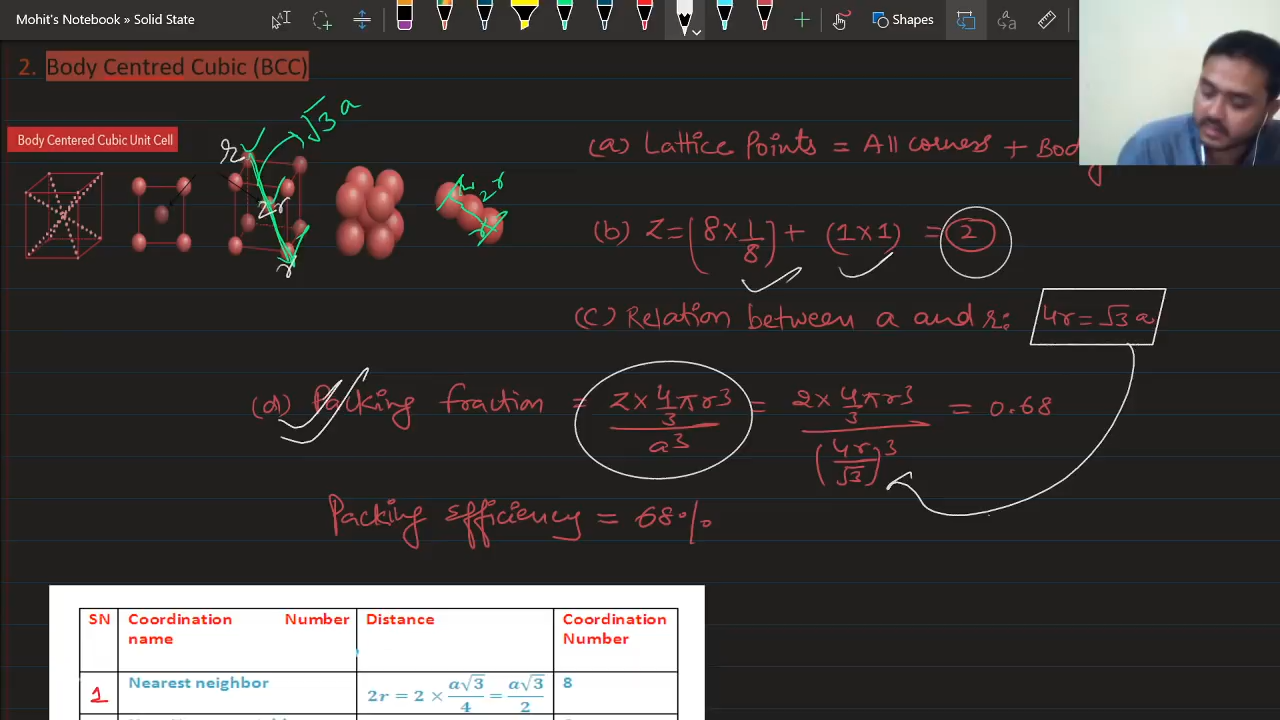 Mohit's Notebook » Solid State
Shapes
2. Body Centred Cubic (BCC)
Body Centered Cubic Unit Cell
√3 a
r
2r
r
2r
(a) Lattice Points = All corners + Bod
(b) Z = (8 × 1/8) + (1 × 1) = 2
(c) Relation between a and r: 4r = √3 a
(d) Packing fraction = Z × 4/3 πr3 / a3 = 2 × 4/3 πr3 / (4r/√3)3 = 0.68
Packing efficiency = 68%
SN Coordination Number name Distance Coordination Number
1 Nearest neighbor 2r = 2 × a√3/4 = a√3/2 8